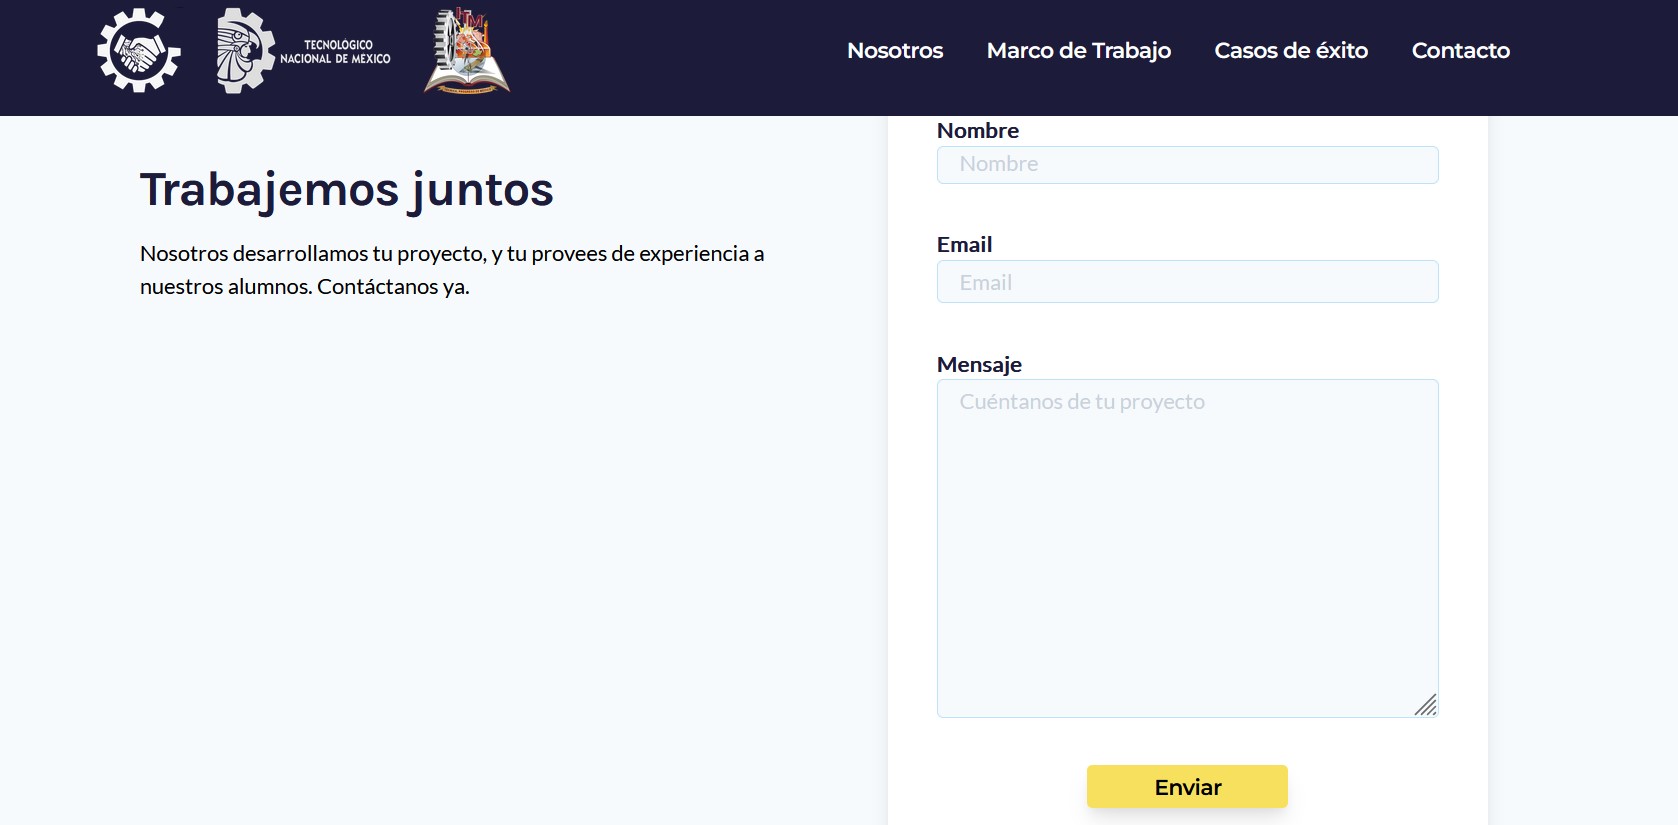 TECNOLÓGICO
NACIONAL DE MÉXICO
ITM
Nosotros
Marco de Trabajo
Casos de éxito
Contacto
Trabajemos juntos
Nosotros desarrollamos tu proyecto, y tu provees de experiencia a
nuestros alumnos. Contáctanos ya.
Nombre
Nombre
Email
Email
Mensaje
Cuéntanos de tu proyecto
Enviar